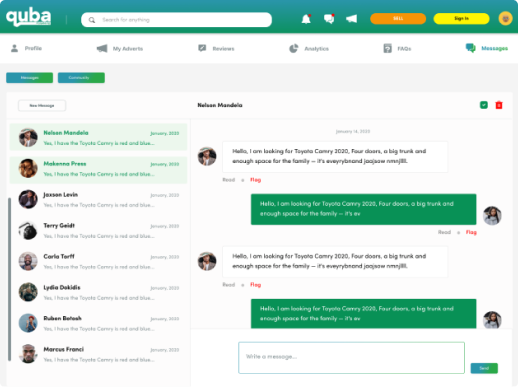 quba
Search for anything
SELL
Sign In
Profile
My Adverts
Reviews
Analytics
FAQs
Messages
Messages
Community
New Message
Nelson Mandela
Nelson Mandela
January, 2020
Yes, I have the Toyota Camry is red and blue...
Makenna Press
January, 2020
Yes, I have the Toyota Camry is red and blue...
Jaxson Levin
January, 2020
Yes, I have the Toyota Camry is red and blue...
Terry Geidt
January, 2020
Yes, I have the Toyota Camry is red and blue...
Carla Torff
January, 2020
Yes, I have the Toyota Camry is red and blue...
Lydia Dokidis
January, 2020
Yes, I have the Toyota Camry is red and blue...
Ruben Botosh
January, 2020
Yes, I have the Toyota Camry is red and blue...
Marcus Franci
January, 2020
Yes, I have the Toyota Camry is red and blue...
January 14, 2020
Hello, I am looking for Toyota Camry 2020, Four doors, a big trunk and
enough space for the family – it's
Read
Flag
Hello, I am looking for Toyota Camry 2020, Four doors, a big trunk and
enough space for the family – it's ev
Read
Flag
Hello, I am looking for Toyota Camry 2020, Four doors, a big trunk and
enough space for the family – it's
Read
Flag
Hello, I am looking for Toyota Camry 2020, Four doors, a big trunk and
enough space for the family – it's ev
Write a message...
Send